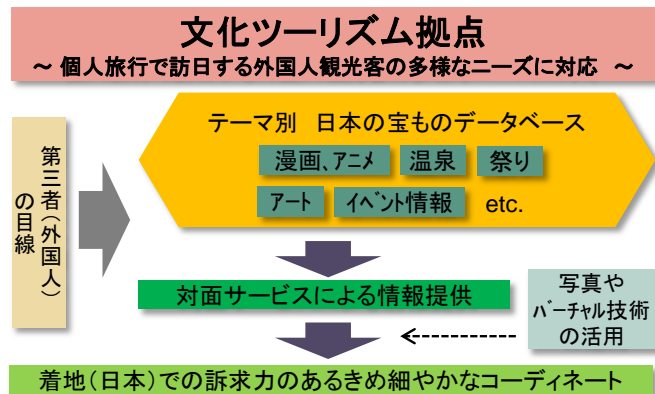 文化ツーリズム拠点
~ 個人旅行で訪日する外国人観光客の多様なニーズに対応 ~
第三者(外国人)
の目線
テーマ別 日本の宝ものデータベース
漫画、アニメ 温泉 祭り
アート イベント情報 etc.
対面サービスによる情報提供
写真や
バーチャル技術
の活用
着地(日本)での訴求力のあるきめ細やかなコーディネート